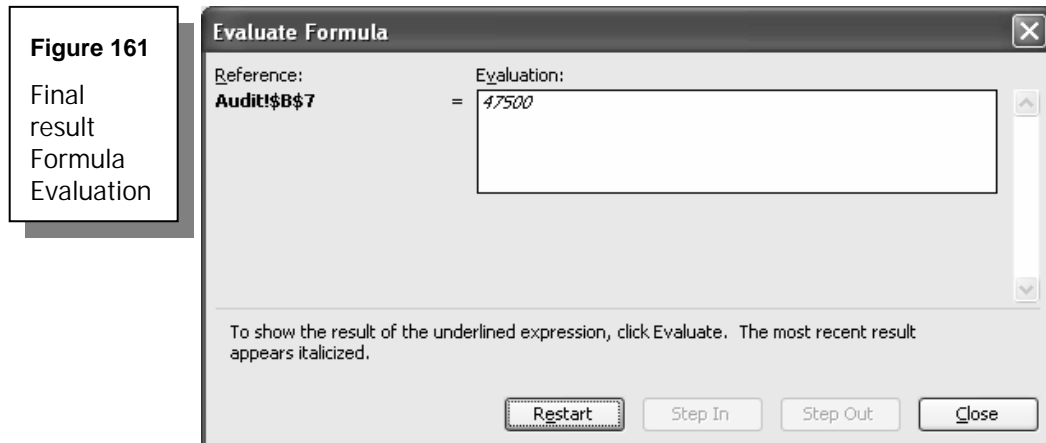 Figure 161
Final
result
Formula
Evaluation
Evaluate Formula
Reference:
Evaluation:
Audit!$B$7
=
47500
To show the result of the underlined expression, click Evaluate. The most recent result
appears italicized.
Restart
Step In
Step Out
Close